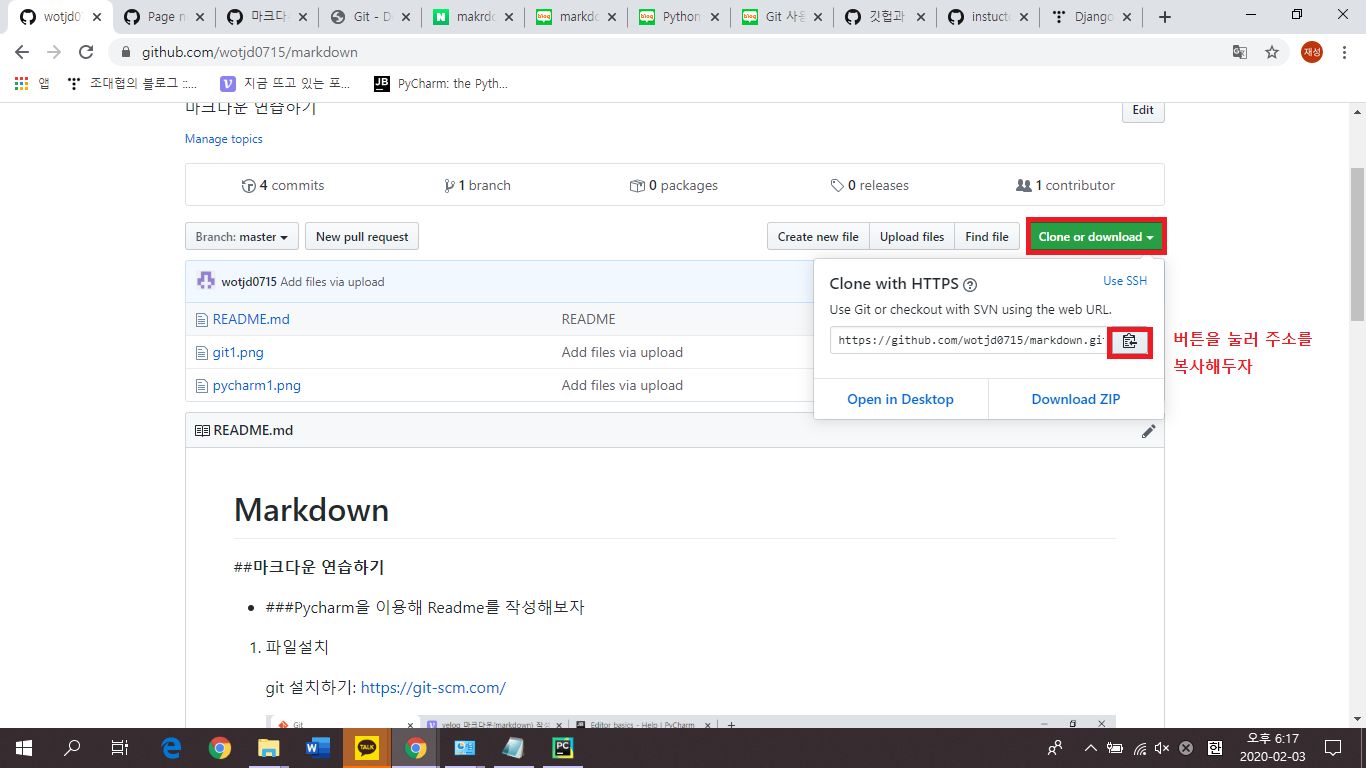 wotjd0
Page n
마크다
Git - D
makrdo
markdo
Python
Git 사용
깃헙과
instucto
Django
github.com/wotjd0715/markdown
재성
앱
조대협의 블로그 ::...
지금 뜨고 있는 포...
PyCharm: the Pyth...
마크다운 연습하기
Edit
Manage topics
4 commits
1 branch
0 packages
0 releases
1 contributor
Branch: master
New pull request
Create new file
Upload files
Find file
Clone or download
wotjd0715 Add files via upload
Clone with HTTPS
Use SSH
Use Git or checkout with SVN using the web URL.
README.md
README
https://github.com/wotjd0715/markdown.gi
버튼을 눌러 주소를
복사해두자
git1.png
Add files via upload
pycharm1.png
Add files via upload
Open in Desktop
Download ZIP
README.md
Markdown
##마크다운 연습하기
• ###Pycharm을 이용해 Readme를 작성해보자
1. 파일설치
git 설치하기: https://git-scm.com/
Git
velog 마크다운(markdown) 작성
Editor basics - Help | PyCharm
TALK
한
오후 6:17
2020-02-03